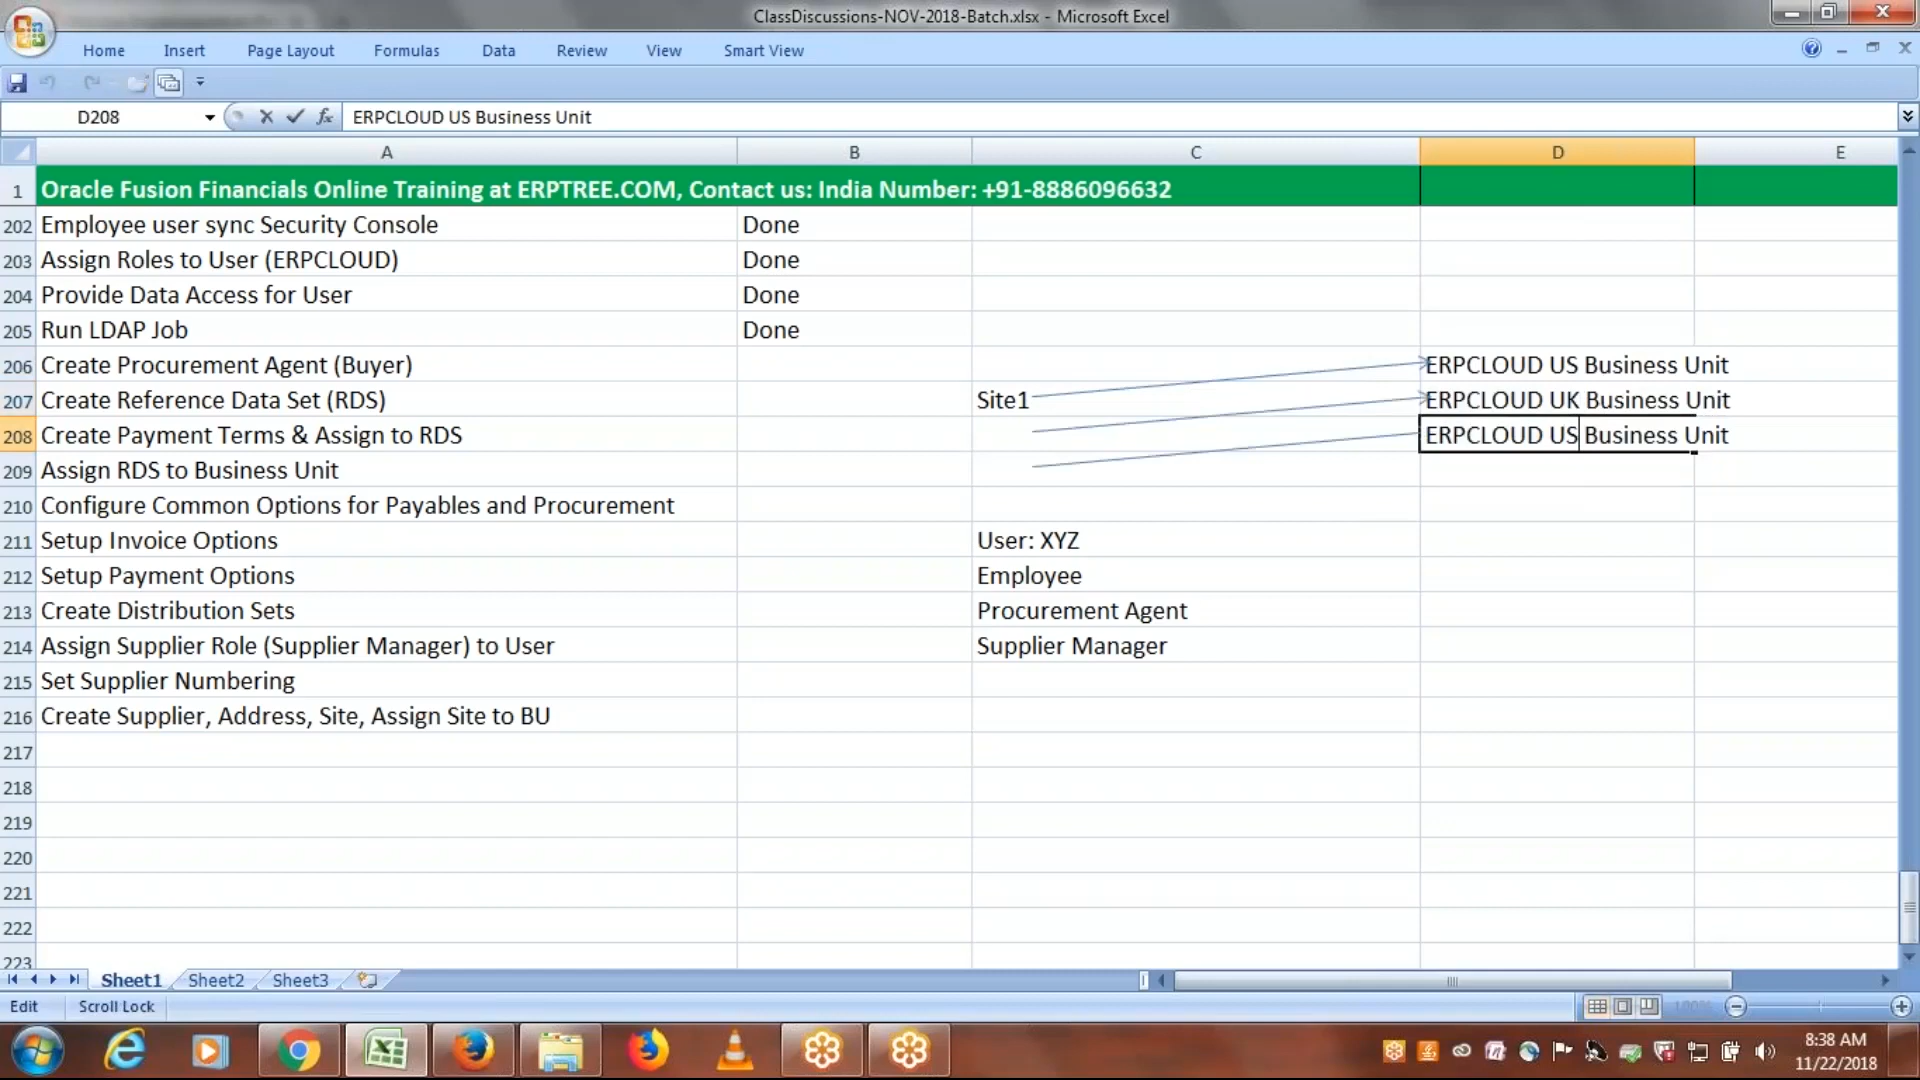 ClassDiscussions-NOV-2018-Batch.xlsx - Microsoft Excel
Home Insert Page Layout Formulas Data Review View Smart View
D208 fx ERPCLOUD US Business Unit
A B C D E
1 Oracle Fusion Financials Online Training at ERPTREE.COM, Contact us: India Number: +91-8886096632
202 Employee user sync Security Console Done
203 Assign Roles to User (ERPCLOUD) Done
204 Provide Data Access for User Done
205 Run LDAP Job Done
206 Create Procurement Agent (Buyer) ERPCLOUD US Business Unit
207 Create Reference Data Set (RDS) Site1 ERPCLOUD UK Business Unit
208 Create Payment Terms & Assign to RDS ERPCLOUD US Business Unit
209 Assign RDS to Business Unit
210 Configure Common Options for Payables and Procurement
211 Setup Invoice Options User: XYZ
212 Setup Payment Options Employee
213 Create Distribution Sets Procurement Agent
214 Assign Supplier Role (Supplier Manager) to User Supplier Manager
215 Set Supplier Numbering
216 Create Supplier, Address, Site, Assign Site to BU
217
218
219
220
221
222
223
Sheet1 Sheet2 Sheet3
Edit Scroll Lock 100%
8:38 AM
11/22/2018